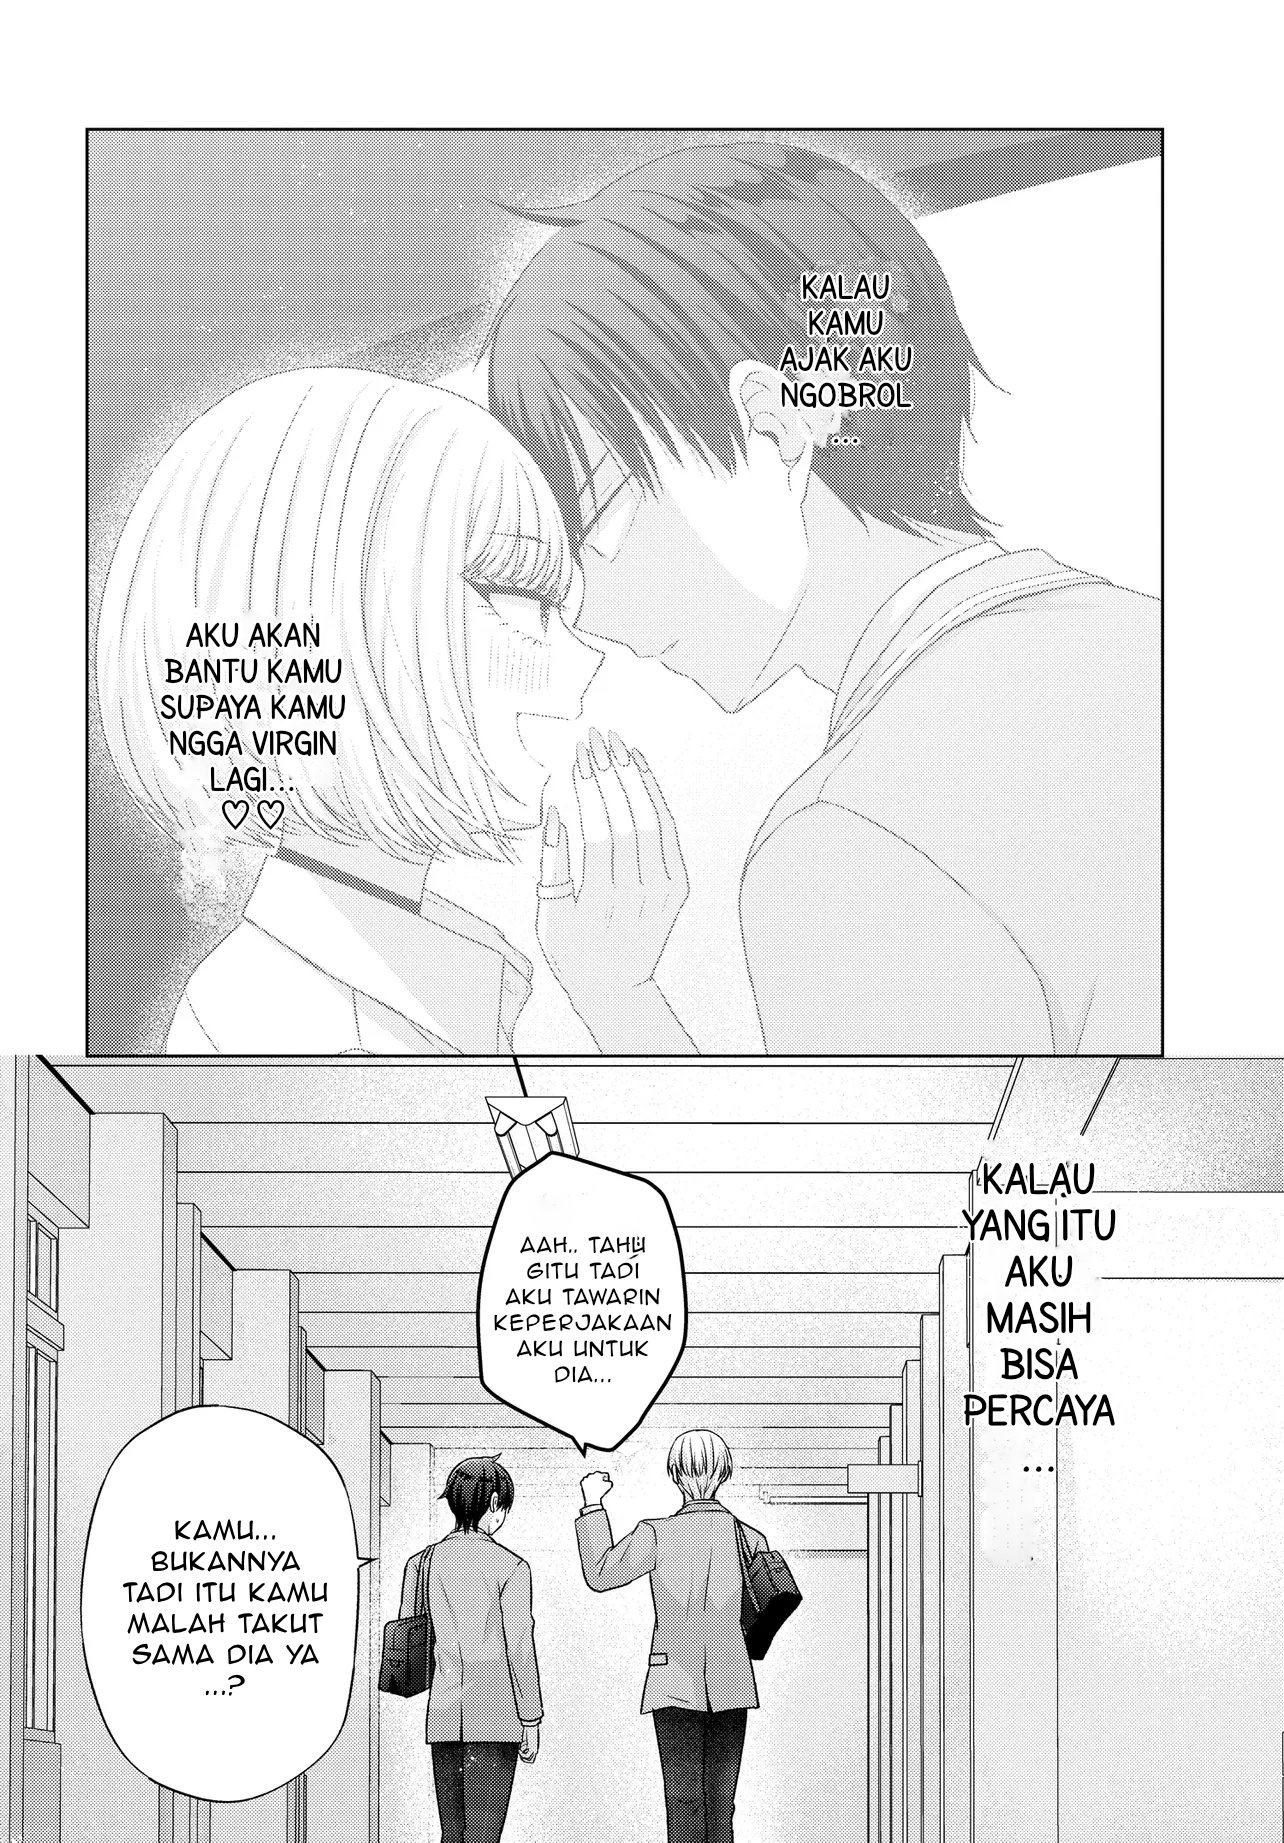 KALAU
KAMU
AJAK AKU
NGOBROL
...
AKU AKAN
BANTU KAMU
SUPAYA KAMU
NGGA VIRGIN
LAGI...
♡♡
KALAU
YANG ITU
AKU
MASIH
BISA
PERCAYA
...
AAH.. TAHU
GITU TADI
AKU TAWARIN
KEPERJAKAAN
AKU UNTUK
DIA...
KAMU...
BUKANNYA
TADI ITU KAMU
MALAH TAKUT
SAMA DIA YA
...?